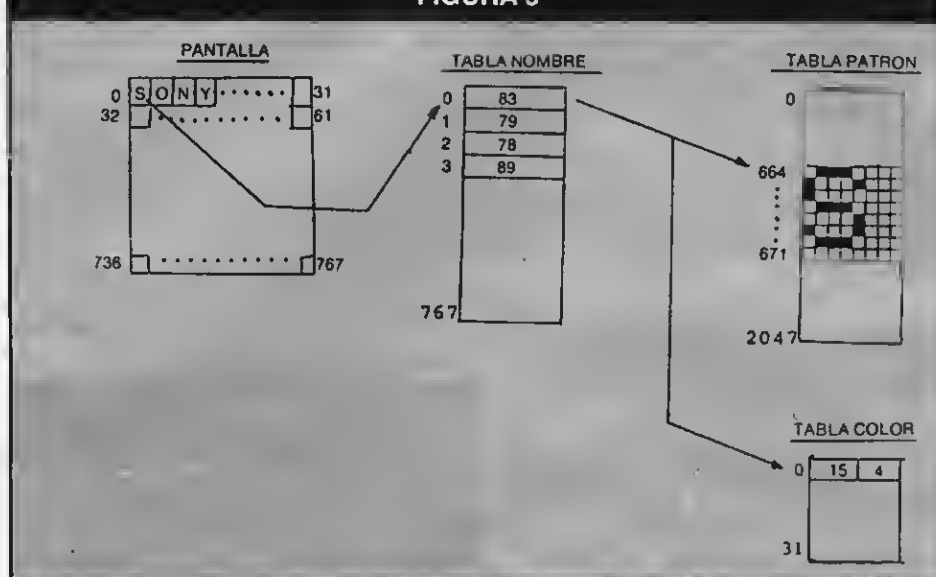 PANTALLA
0 S O N Y 31
32 61
736 767
TABLA NOMBRE
0 83
1 79
2 78
3 89
767
TABLA PATRON
0
664
671
2047
TABLA COLOR
0 15 4
31